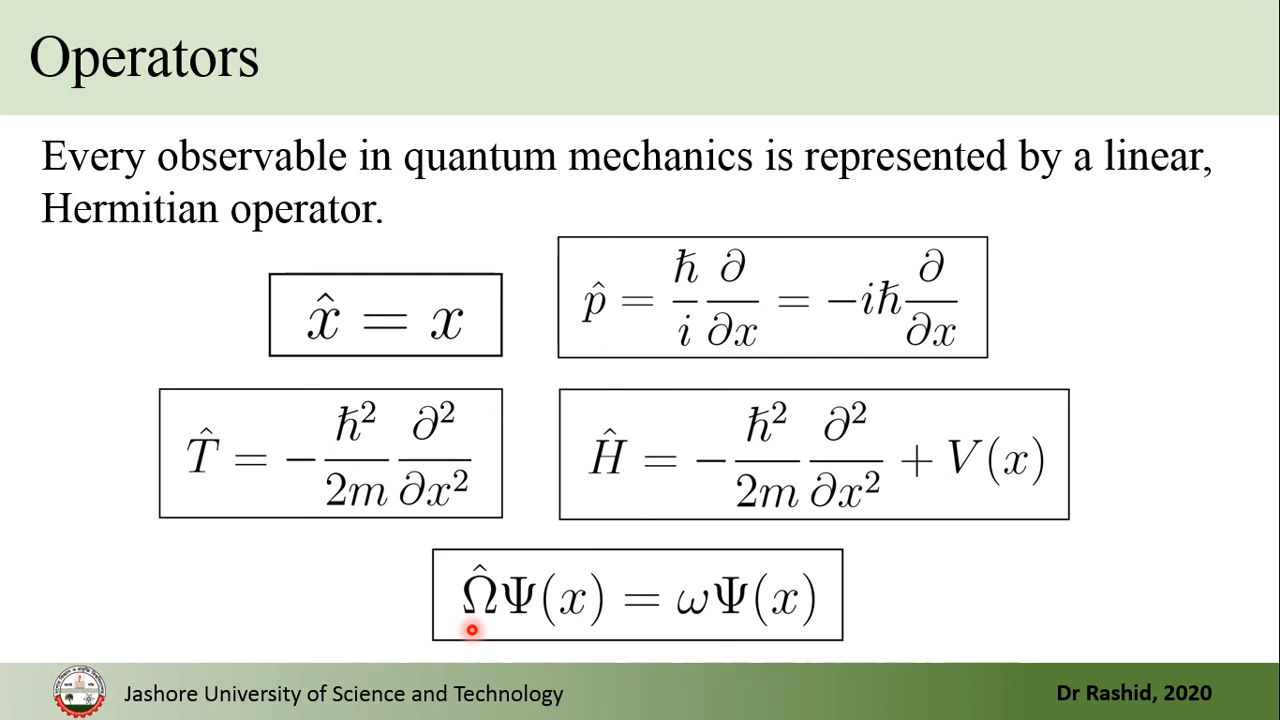 Operators
Every observable in quantum mechanics is represented by a linear,
Hermitian operator.
x̂ = x
p̂ = ħ/i ∂/∂x = −iħ ∂/∂x
T̂ = − ħ²/2m ∂²/∂x²
Ĥ = − ħ²/2m ∂²/∂x² + V(x)
Ω̂Ψ(x) = ωΨ(x)
Jashore University of Science and Technology
Dr Rashid, 2020